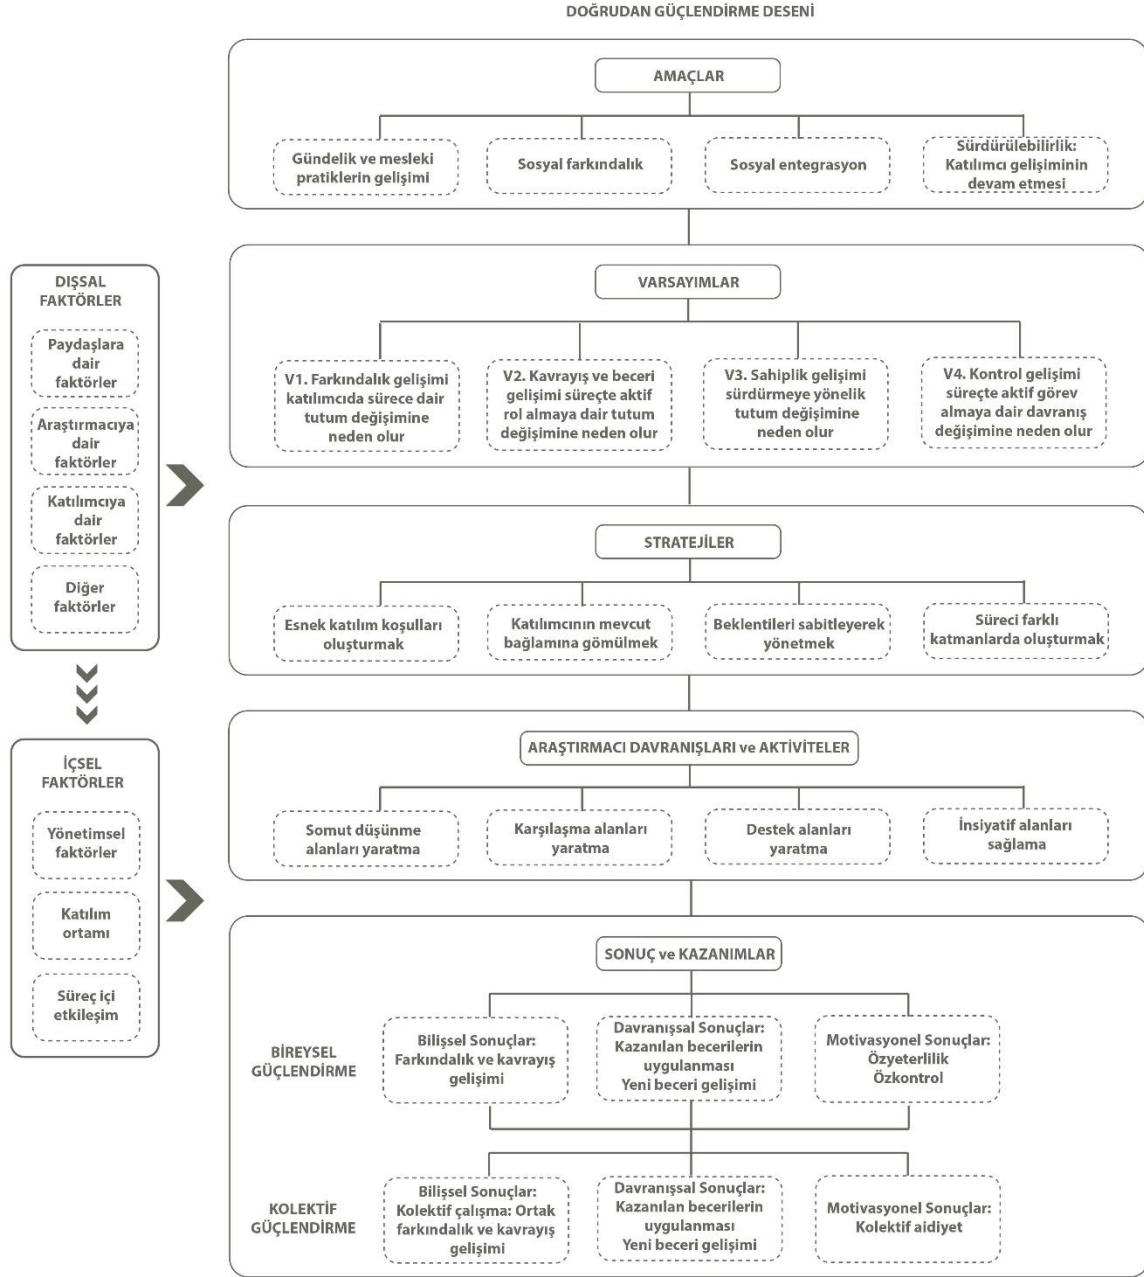 DOĞRUDAN GÜÇLENDİRME DESENİ
AMAÇLAR
Gündelik ve mesleki
pratiklerin gelişimi
Sosyal farkındalık
Sosyal entegrasyon
Sürdürülebilirlik:
Katılımcı gelişiminin
devam etmesi
DIŞSAL
FAKTÖRLER
Paydaşlara
dair
faktörler
Araştırmacıya
dair
faktörler
Katılımcıya
dair
faktörler
Diğer
faktörler
VARSAYIMLAR
V1. Farkındalık gelişimi
katılımcıda sürece dair
tutum değişimine
neden olur
V2. Kavrayış ve beceri
gelişimi süreçte aktif
rol almaya dair tutum
değişimine neden olur
V3. Sahiplik gelişimi
sürdürmeye yönelik
tutum değişimine
neden olur
V4. Kontrol gelişimi
süreçte aktif görev
almaya dair davranış
değişimine neden olur
STRATEJİLER
Esnek katılım koşulları
oluşturmak
Katılımcının mevcut
bağlamına gömülmek
Beklentileri sabitleyerek
yönetmek
Süreci farklı
katmanlarda oluşturmak
İÇSEL
FAKTÖRLER
Yönetimsel
faktörler
Katılım
ortamı
Süreç içi
etkileşim
ARAŞTIRMACI DAVRANIŞLARI ve AKTİVİTELER
Somut düşünme
alanları yaratma
Karşılaşma alanları
yaratma
Destek alanları
yaratma
İnsiyatif alanları
sağlama
SONUÇ ve KAZANIMLAR
BİREYSEL
GÜÇLENDİRME
Bilişsel Sonuçlar:
Farkındalık ve kavrayış
gelişimi
Davranışsal Sonuçlar:
Kazanılan becerilerin
uygulanması
Yeni beceri gelişimi
Motivasyonel Sonuçlar:
Özyeterlilik
Özkontrol
KOLEKTİF
GÜÇLENDİRME
Bilişsel Sonuçlar:
Kolektif çalışma: Ortak
farkındalık ve kavrayış
gelişimi
Davranışsal Sonuçlar:
Kazanılan becerilerin
uygulanması
Yeni beceri gelişimi
Motivasyonel Sonuçlar:
Kolektif aidiyet